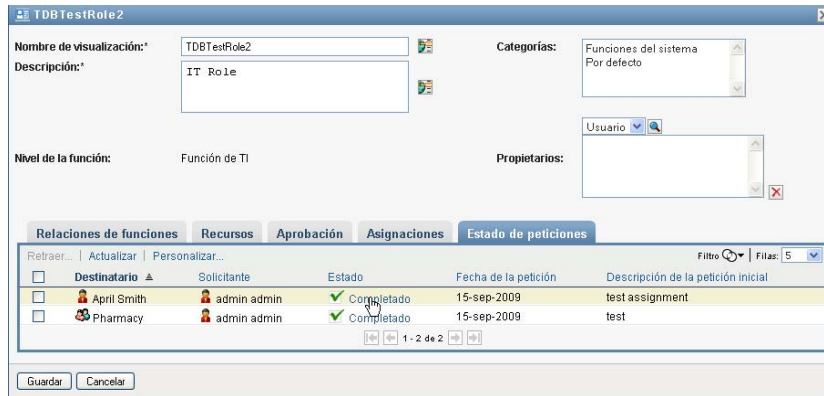 TDBTestRole2
Nombre de visualización:* TDBTestRole2 Categorías: Funciones del sistema
Por defecto
Descripción:* IT Role
Usuario
Nivel de la función: Función de TI Propietarios:
Relaciones de funciones Recursos Aprobación Asignaciones Estado de peticiones
Retraer... | Actualizar | Personalizar... Filtro | Filas: 5
Destinatario Solicitante Estado Fecha de la petición Descripción de la petición inicial
April Smith admin admin Completado 15-sep-2009 test assignment
Pharmacy admin admin Completado 15-sep-2009 test
1 - 2 de 2
Guardar Cancelar